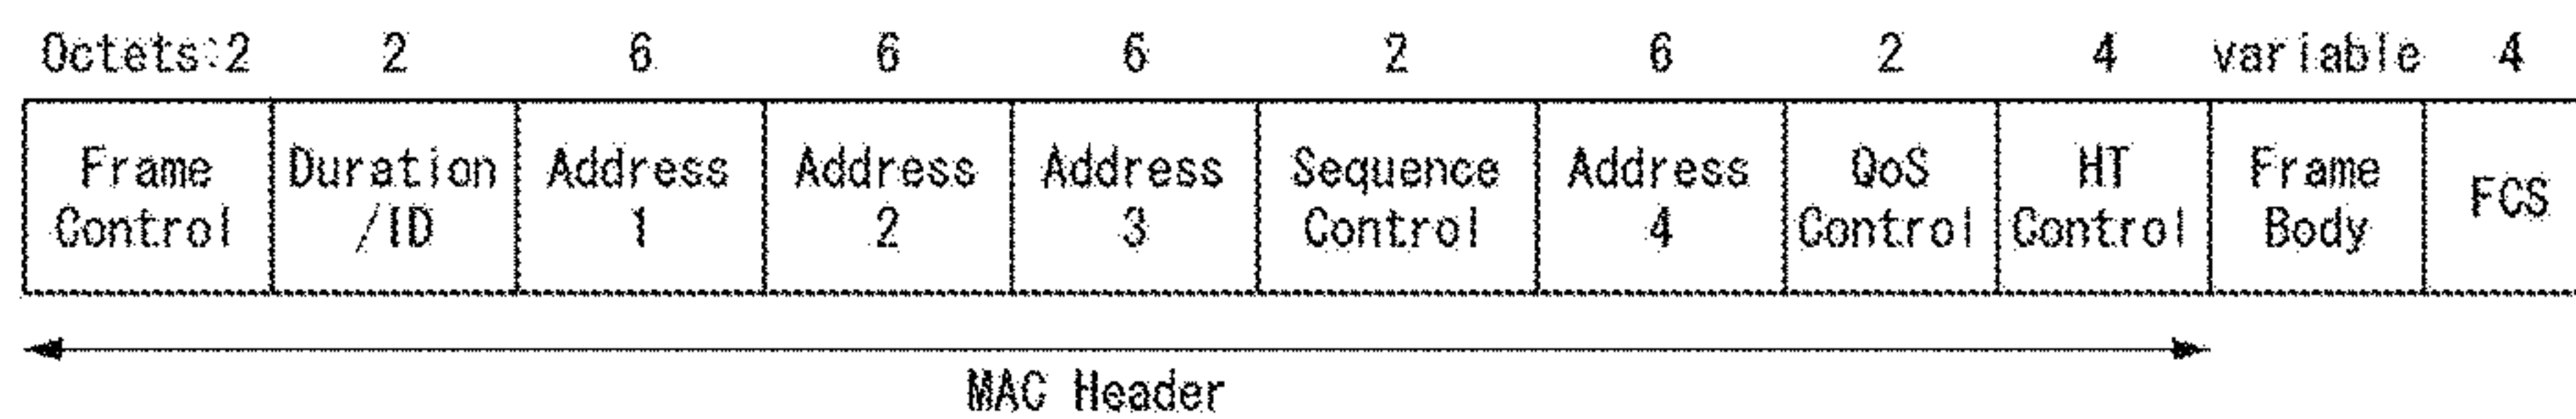 Octets:2 2 6 6 6 2 6 2 4 variable 4
Frame Control Duration /ID Address 1 Address 2 Address 3 Sequence Control Address 4 QoS Control HT Control Frame Body FCS
MAC Header